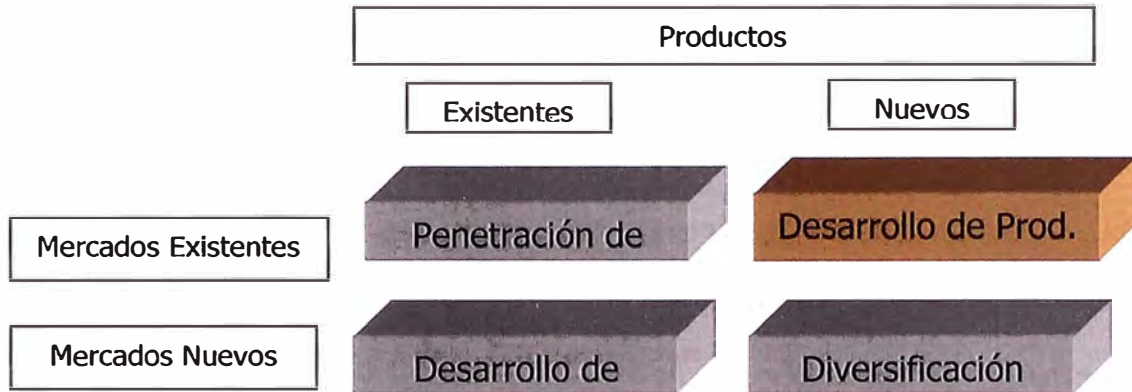 Productos
Existentes
Nuevos
Mercados Existentes
Penetración de
Desarrollo de Prod.
Mercados Nuevos
Desarrollo de
Diversificación